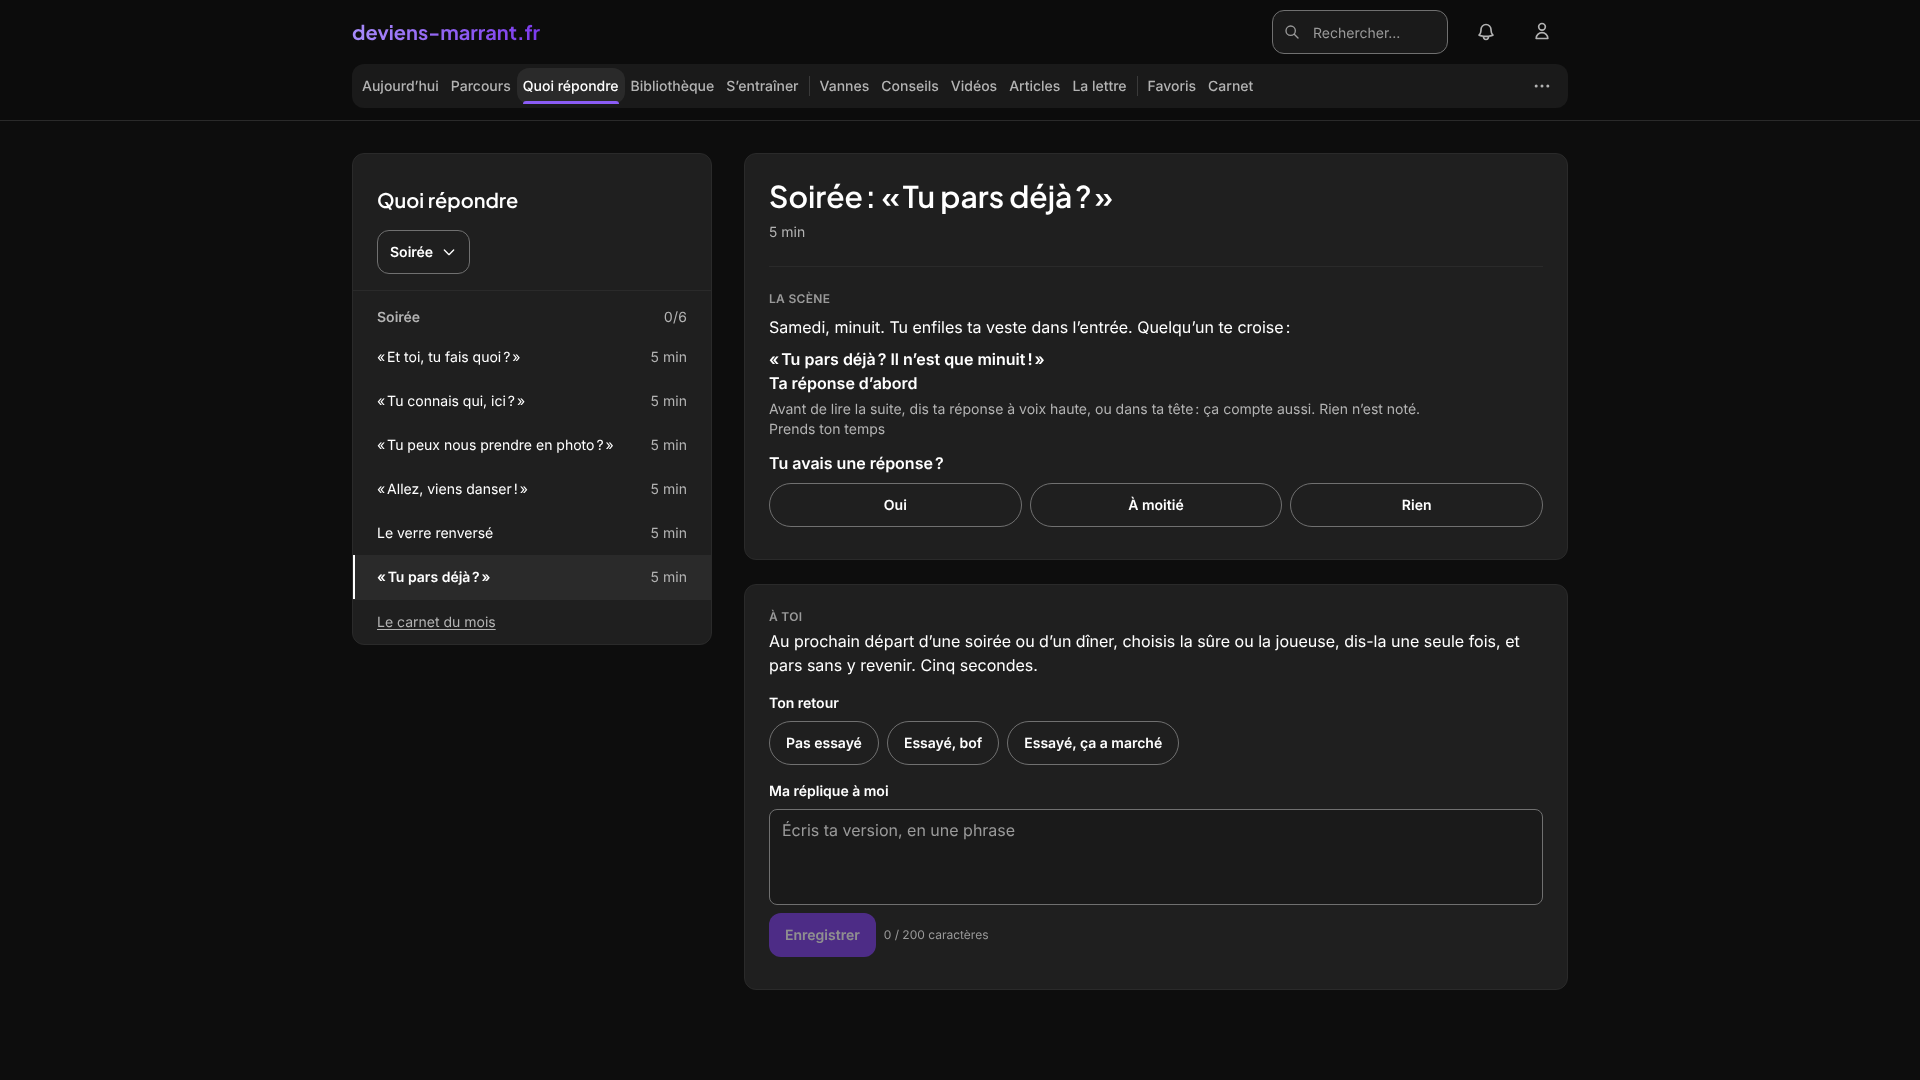 deviens-marrant.fr
Rechercher...
Aujourd’hui Parcours Quoi répondre Bibliothèque S’entraîner Vannes Conseils Vidéos Articles La lettre Favoris Carnet
Quoi répondre
Soirée
Soirée 0/6
« Et toi, tu fais quoi ? » 5 min
« Tu connais qui, ici ? » 5 min
« Tu peux nous prendre en photo ? » 5 min
« Allez, viens danser ! » 5 min
Le verre renversé 5 min
« Tu pars déjà ? » 5 min
Le carnet du mois
Soirée : « Tu pars déjà ? »
5 min
LA SCÈNE
Samedi, minuit. Tu enfiles ta veste dans l’entrée. Quelqu’un te croise :
« Tu pars déjà ? Il n’est que minuit ! »
Ta réponse d’abord
Avant de lire la suite, dis ta réponse à voix haute, ou dans ta tête : ça compte aussi. Rien n’est noté.
Prends ton temps
Tu avais une réponse ?
Oui À moitié Rien
À TOI
Au prochain départ d’une soirée ou d’un dîner, choisis la sûre ou la joueuse, dis-la une seule fois, et
pars sans y revenir. Cinq secondes.
Ton retour
Pas essayé Essayé, bof Essayé, ça a marché
Ma réplique à moi
Écris ta version, en une phrase
Enregistrer 0 / 200 caractères